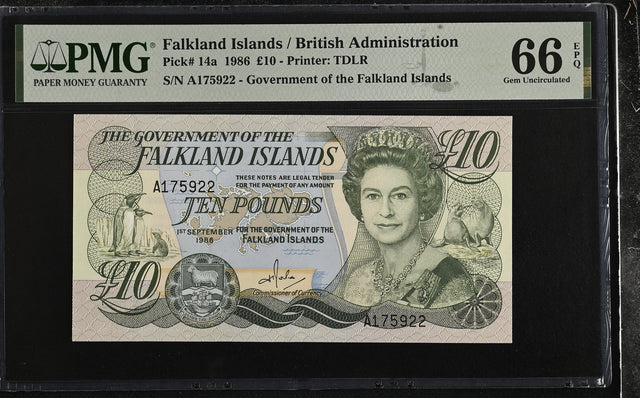 PMG
PAPER MONEY GUARANTY
Falkland Islands / British Administration
Pick# 14a 1986 £10 - Printer: TDLR
S/N A175922 - Government of the Falkland Islands
66 EPQ
Gem Uncirculated
THE GOVERNMENT OF THE
FALKLAND ISLANDS
£10
THESE NOTES ARE LEGAL TENDER
FOR THE PAYMENT OF ANY AMOUNT
A175922
TEN POUNDS
1ST SEPTEMBER
1986
FOR THE GOVERNMENT OF THE
FALKLAND ISLANDS
£10
Commissioner of Currency
A175922